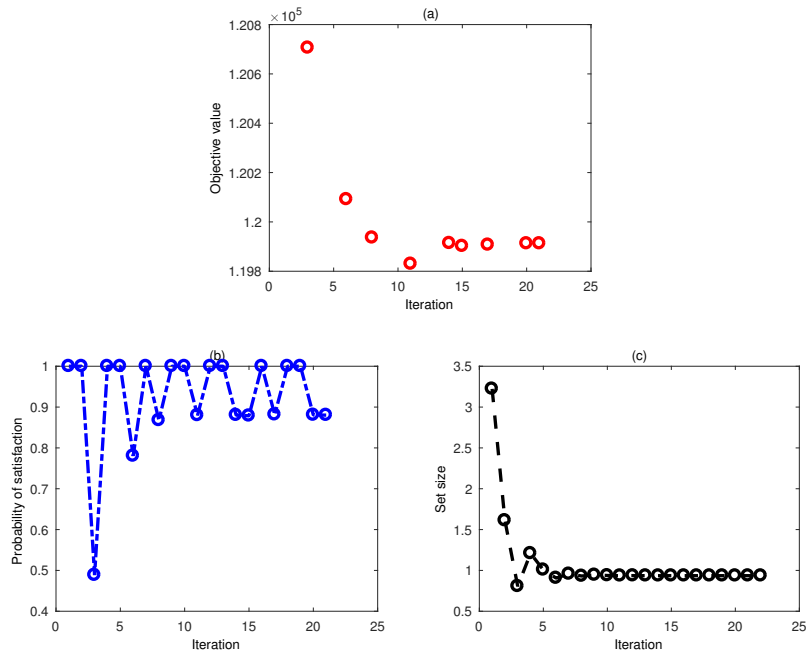 (a)
×10^5
1.208
1.206
1.204
1.202
1.2
1.198
Objective value
0 5 10 15 20 25
Iteration
(b)
1
0.9
0.8
0.7
0.6
0.5
0.4
Probability of satisfaction
0 5 10 15 20 25
Iteration
(c)
3.5
3
2.5
2
1.5
1
0.5
Set size
0 5 10 15 20 25
Iteration